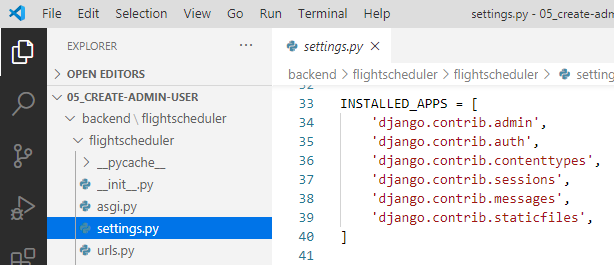 File Edit Selection View Go Run Terminal Help settings.py - 05_create-adm
EXPLORER
OPEN EDITORS
05_CREATE-ADMIN-USER
backend \ flightscheduler
flightscheduler
__pycache__
__init__.py
asgi.py
settings.py
urls.py
settings.py ×
backend > flightscheduler > flightscheduler > setting
32
33 INSTALLED_APPS = [
34 'django.contrib.admin',
35 'django.contrib.auth',
36 'django.contrib.contenttypes',
37 'django.contrib.sessions',
38 'django.contrib.messages',
39 'django.contrib.staticfiles',
40 ]
41